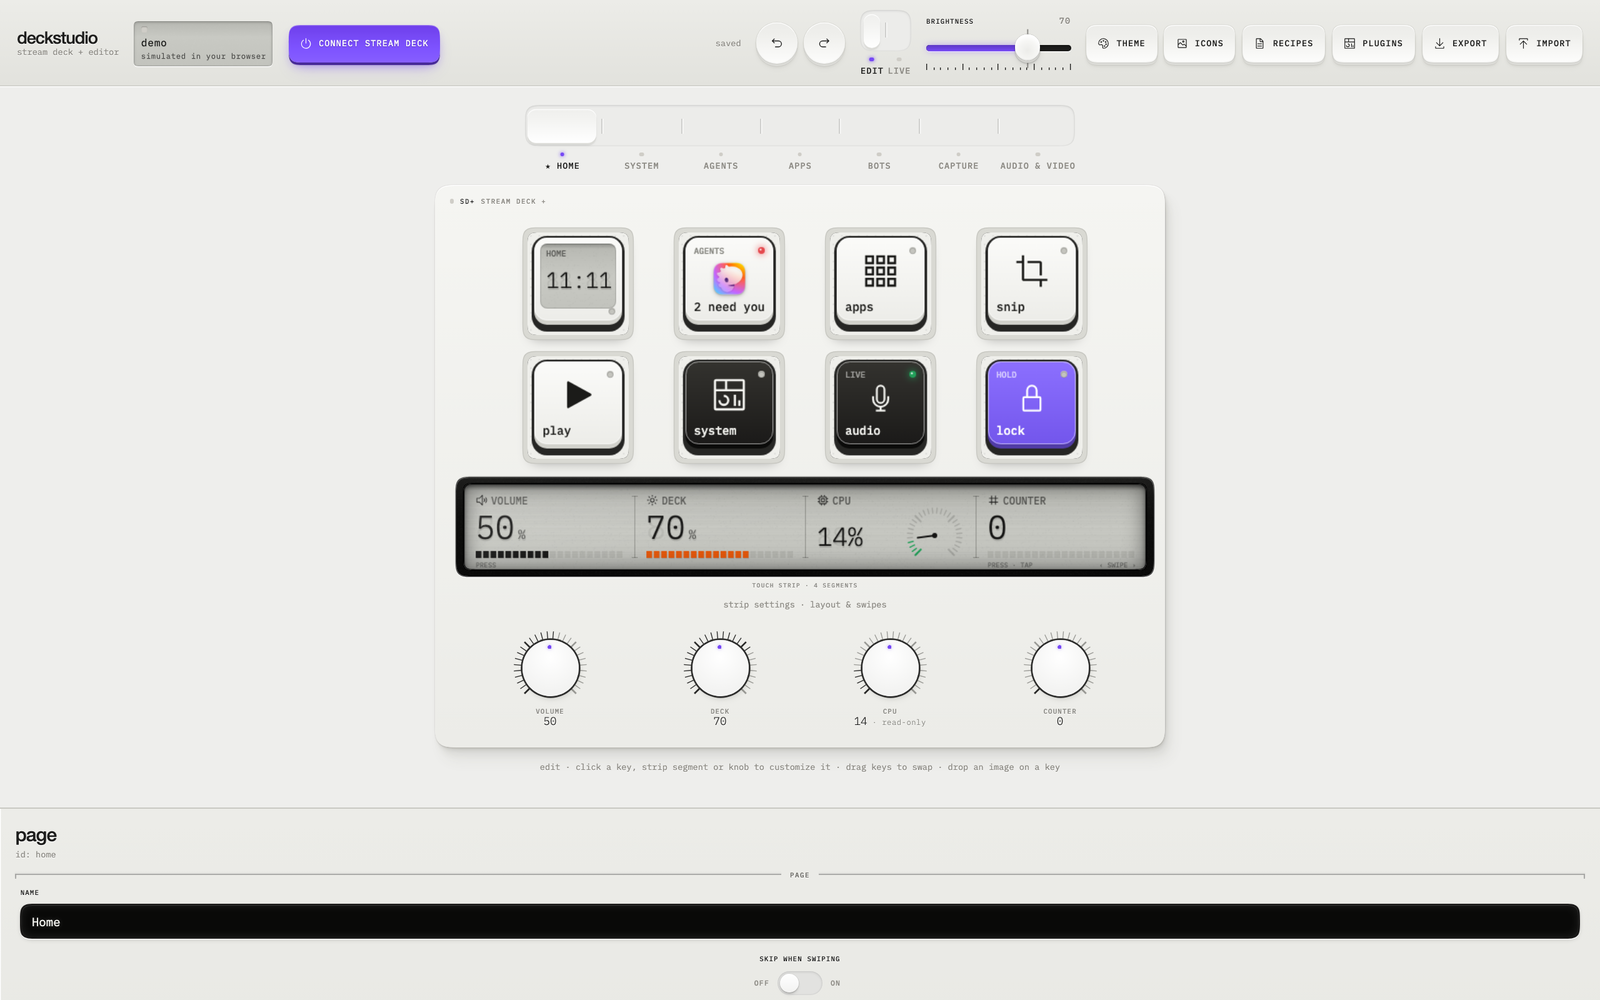 deckstudio
stream deck + editor
demo
simulated in your browser
CONNECT STREAM DECK
saved
EDIT LIVE
BRIGHTNESS 70
THEME
ICONS
RECIPES
PLUGINS
EXPORT
IMPORT
★ HOME
SYSTEM
AGENTS
APPS
BOTS
CAPTURE
AUDIO & VIDEO
SD+ STREAM DECK +
HOME
11:11
AGENTS
2 need you
apps
snip
play
system
LIVE
audio
HOLD
lock
VOLUME
50 %
PRESS
DECK
70 %
CPU
14%
COUNTER
0
PRESS · TAP
‹ SWIPE ›
TOUCH STRIP - 4 SEGMENTS
strip settings · layout & swipes
VOLUME
50
DECK
70
CPU
14 · read-only
COUNTER
0
edit · click a key, strip segment or knob to customize it · drag keys to swap · drop an image on a key
page
id: home
PAGE
NAME
Home
SKIP WHEN SWIPING
OFF
ON